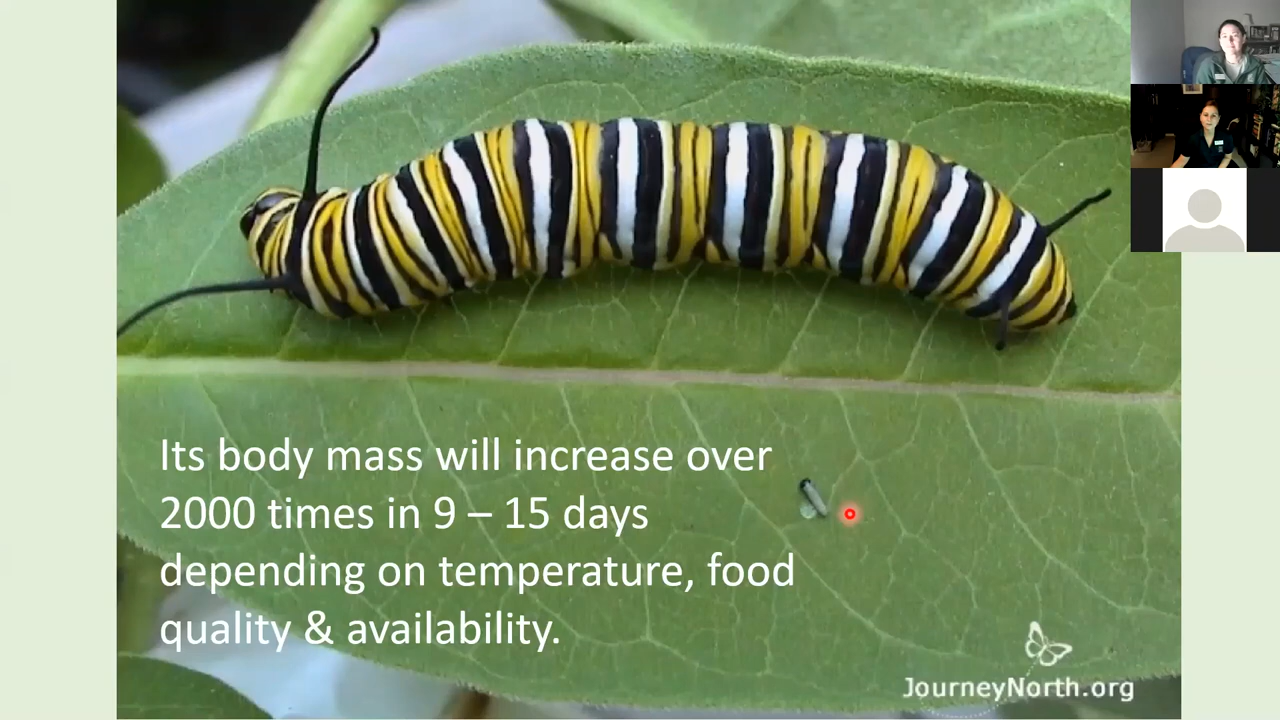 Its body mass will increase over
2000 times in 9 – 15 days
depending on temperature, food
quality & availability.
JourneyNorth.org